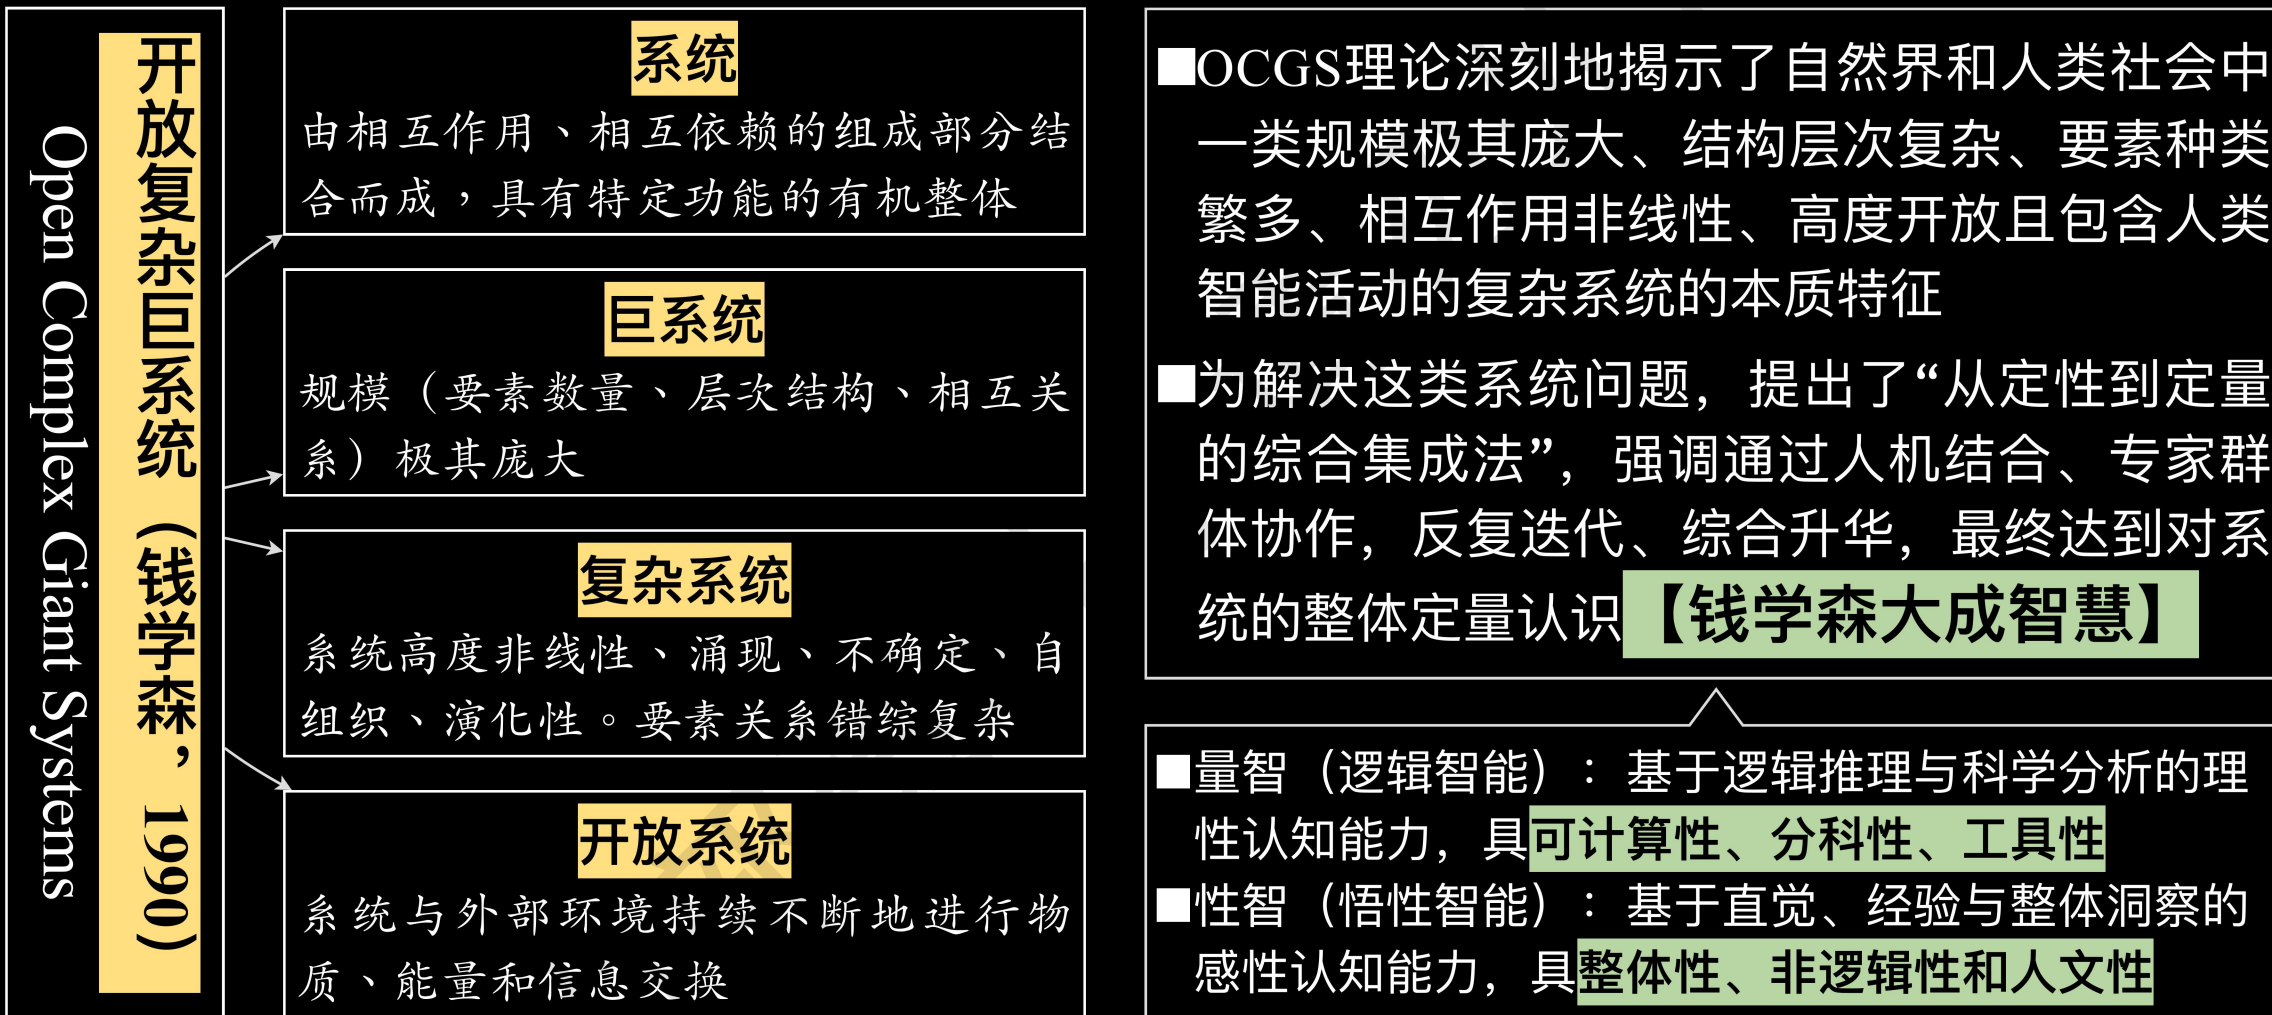 开放复杂巨系统（钱学森，1990）
Open Complex Giant Systems
系统
由相互作用、相互依赖的组成部分结
合而成，具有特定功能的有机整体
巨系统
规模（要素数量、层次结构、相互关
系）极其庞大
复杂系统
系统高度非线性、涌现、不确定、自
组织、演化性。要素关系错综复杂
开放系统
系统与外部环境持续不断地进行物
质、能量和信息交换
■OCGS理论深刻地揭示了自然界和人类社会中
一类规模极其庞大、结构层次复杂、要素种类
繁多、相互作用非线性、高度开放且包含人类
智能活动的复杂系统的本质特征
■为解决这类系统问题，提出了“从定性到定量
的综合集成法”，强调通过人机结合、专家群
体协作，反复迭代、综合升华，最终达到对系
统的整体定量认识【钱学森大成智慧】
■量智（逻辑智能）：基于逻辑推理与科学分析的理
性认知能力，具可计算性、分科性、工具性
■性智（悟性智能）：基于直觉、经验与整体洞察的
感性认知能力，具整体性、非逻辑性和人文性